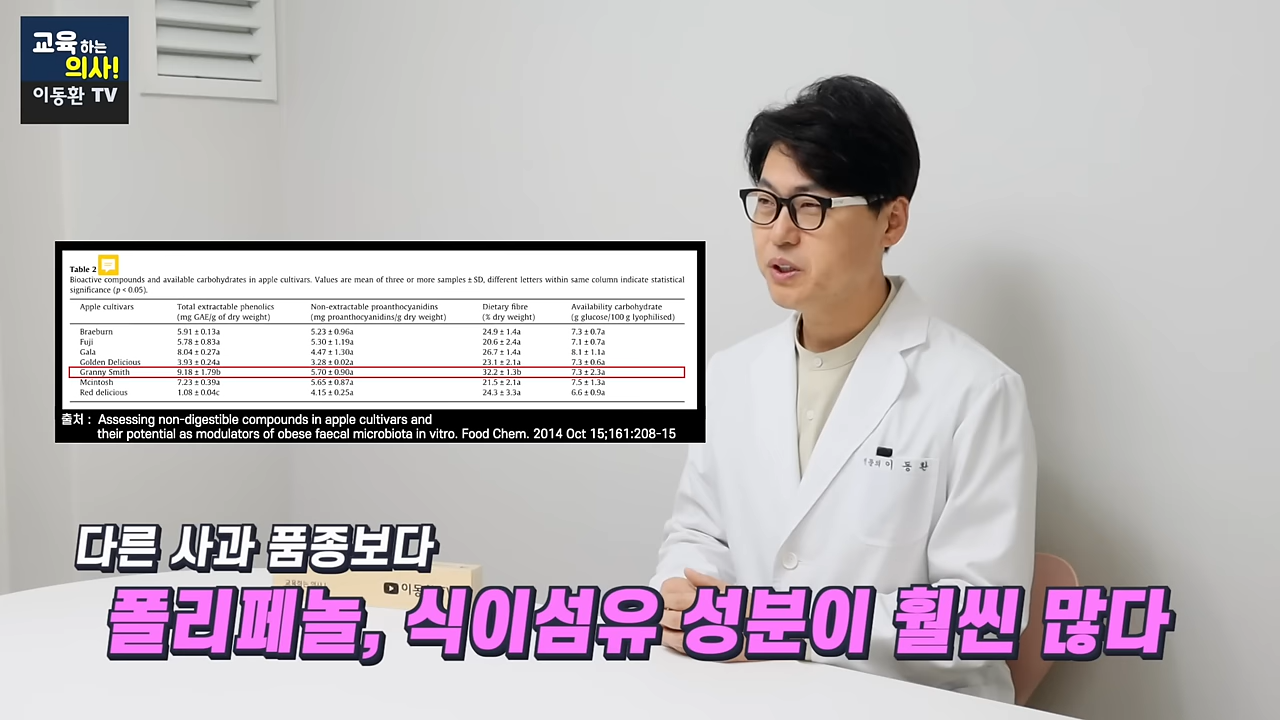 교육하는
의사!
이동환 TV
Table 2
Bioactive compounds and available carbohydrates in apple cultivars. Values are mean of three or more samples ± SD, different letters within same column indicate statistical
significance (p < 0.05).
Apple cultivars Total extractable phenolics Non-extractable proanthocyanidins Dietary fibre Availability carbohydrate
(mg GAE/g of dry weight) (mg proanthocyanidins/g dry weight) (% dry weight) (g glucose/100 g lyophilised)
Braeburn 5.91 ± 0.13a 5.23 ± 0.96a 24.9 ± 1.4a 7.3 ± 0.7a
Fuji 5.78 ± 0.83a 5.30 ± 1.19a 20.6 ± 2.4a 7.1 ± 0.7a
Gala 8.04 ± 0.27a 4.47 ± 1.30a 26.7 ± 1.4a 8.1 ± 1.1a
Golden Delicious 3.93 ± 0.24a 3.28 ± 0.02a 23.1 ± 2.1a 7.3 ± 0.6a
Granny Smith 9.18 ± 1.79b 5.70 ± 0.90a 32.2 ± 1.3b 7.3 ± 2.3a
Mcintosh 7.23 ± 0.39a 5.65 ± 0.87a 21.5 ± 2.1a 7.5 ± 1.3a
Red delicious 1.08 ± 0.04c 4.15 ± 0.25a 24.3 ± 3.3a 6.6 ± 0.9a
출처 : Assessing non-digestible compounds in apple cultivars and
their potential as modulators of obese faecal microbiota in vitro. Food Chem. 2014 Oct 15;161:208-15
이동환
다른 사과 품종보다
폴리페놀, 식이섬유 성분이 훨씬 많다